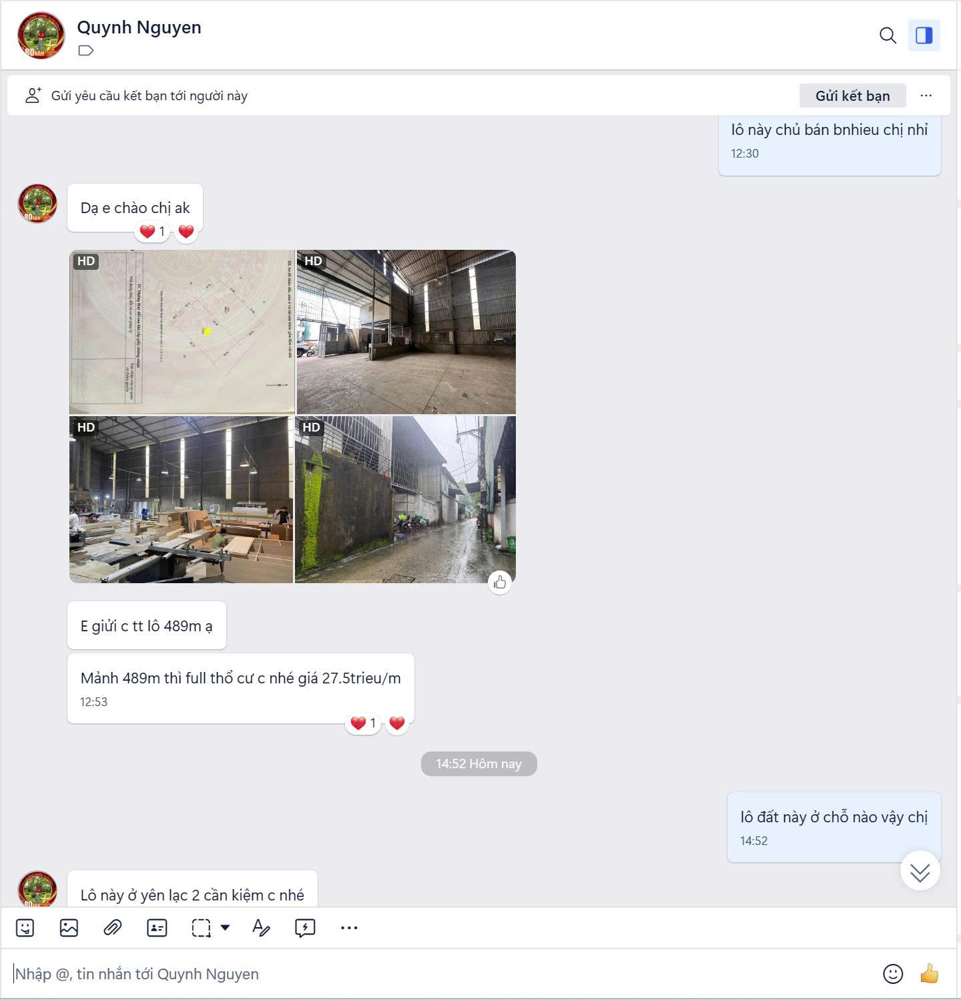 Quynh Nguyen
Gửi yêu cầu kết bạn tới người này
Gửi kết bạn
lô này chủ bán bnhieu chị nhỉ
12:30
Dạ e chào chị ak
1
HD
HD
HD
HD
E giửi c tt lô 489m ạ
Mảnh 489m thì full thổ cư c nhé giá 27.5trieu/m
12:53
1
14:52 Hôm nay
lô đất này ở chỗ nào vậy chị
14:52
Lô này ở yên lạc 2 cần kiệm c nhé
Nhập @, tin nhắn tới Quynh Nguyen